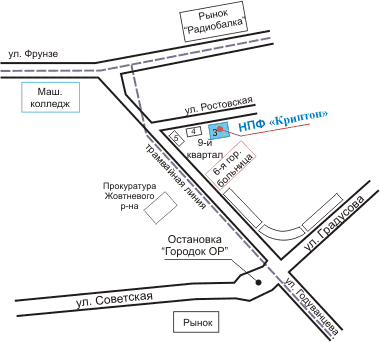 Рынок
"Радиобалка"
ул. Фрунзе
Маш.
колледж
ул. Ростовская
НПФ «Криптон»
5
4
3
9-й
квартал
6-я гор.
больница
трамвайная линия
Прокуратура
Жовтневого
р-на
ул. Градусова
Остановка
"Городок ОР"
ул. Годуванцева
ул. Советская
Рынок